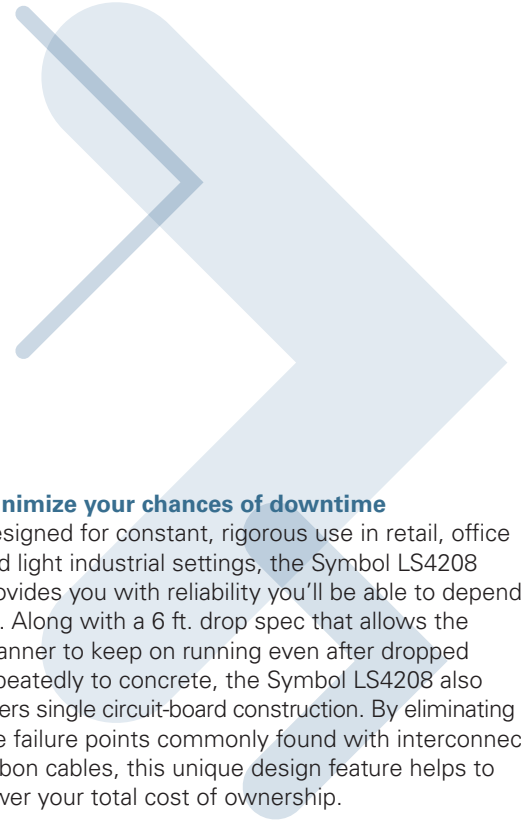 nimize your chances of downtime
esigned for constant, rigorous use in retail, office
d light industrial settings, the Symbol LS4208
ovides you with reliability you'll be able to depend
. Along with a 6 ft. drop spec that allows the
anner to keep on running even after dropped
peatedly to concrete, the Symbol LS4208 also
ers single circuit-board construction. By eliminating
e failure points commonly found with interconnec
bon cables, this unique design feature helps to
wer your total cost of ownership.